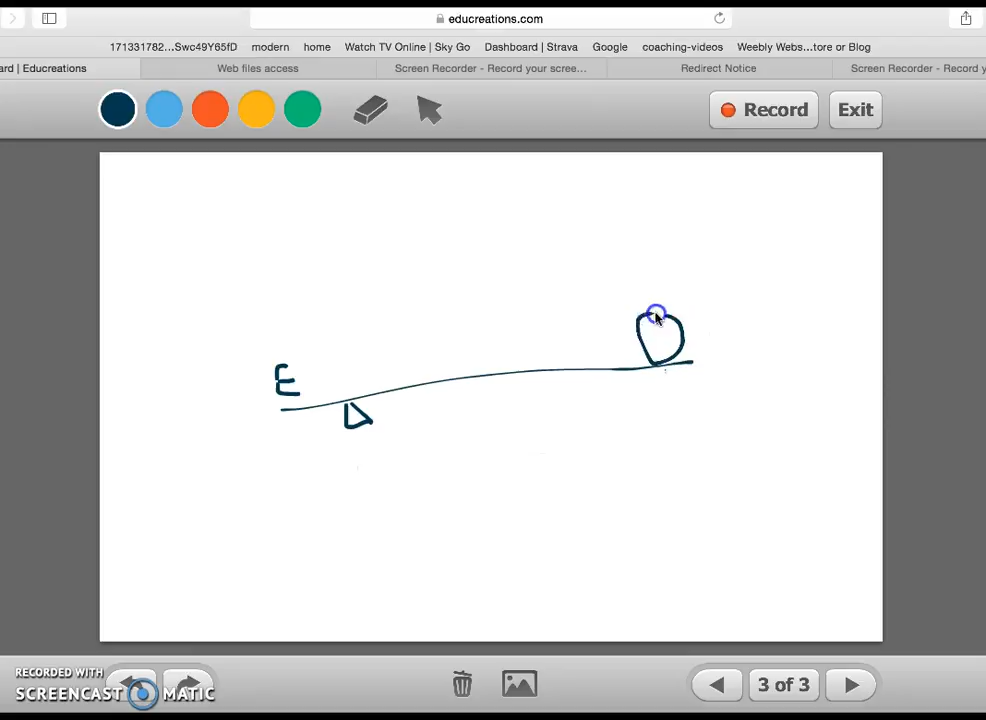 educreations.com
171331782...Swc49Y65fD modern home Watch TV Online | Sky Go Dashboard | Strava Google coaching-videos Weebly Webs...tore or Blog
ard | Educreations Web files access Screen Recorder - Record your scree... Redirect Notice Screen Recorder - Record y
Record Exit
E
RECORDED WITH
SCREENCAST MATIC
3 of 3